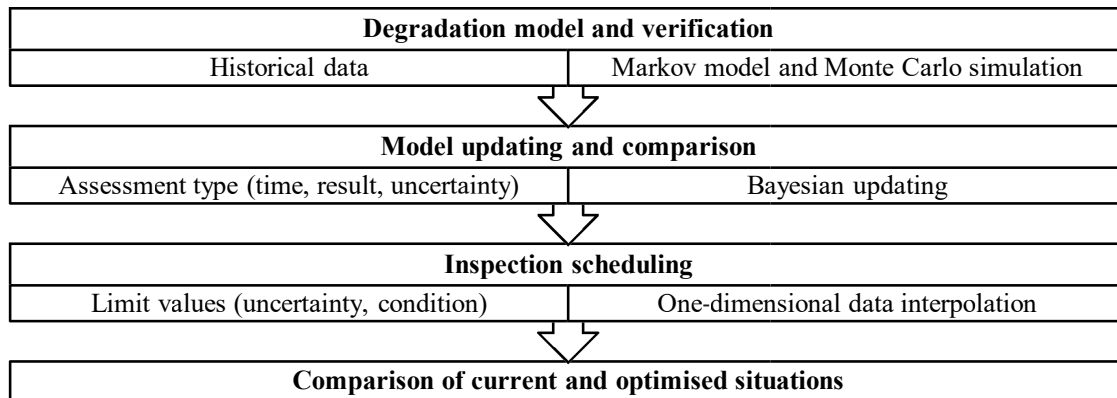 Degradation model and verification
Historical data
Markov model and Monte Carlo simulation
Model updating and comparison
Assessment type (time, result, uncertainty)
Bayesian updating
Inspection scheduling
Limit values (uncertainty, condition)
One-dimensional data interpolation
Comparison of current and optimised situations